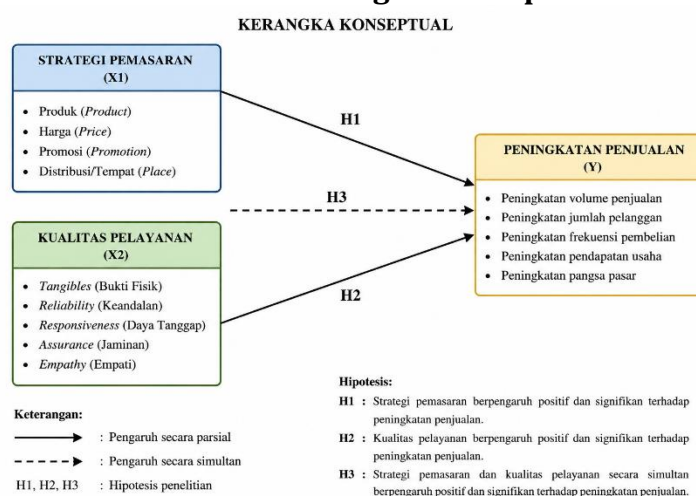 KERANGKA KONSEPTUAL
STRATEGI PEMASARAN
(X1)
• Produk (Product)
• Harga (Price)
• Promosi (Promotion)
• Distribusi/Tempat (Place)
H1
H3
H2
PENINGKATAN PENJUALAN
(Y)
• Peningkatan volume penjualan
• Peningkatan jumlah pelanggan
• Peningkatan frekuensi pembelian
• Peningkatan pendapatan usaha
• Peningkatan pangsa pasar
KUALITAS PELAYANAN
(X2)
• Tangibles (Bukti Fisik)
• Reliability (Keandalan)
• Responsiveness (Daya Tanggap)
• Assurance (Jaminan)
• Empathy (Empati)
Keterangan:
: Pengaruh secara parsial
: Pengaruh secara simultan
H1, H2, H3 : Hipotesis penelitian
Hipotesis:
H1 : Strategi pemasaran berpengaruh positif dan signifikan terhadap
peningkatan penjualan.
H2 : Kualitas pelayanan berpengaruh positif dan signifikan terhadap
peningkatan penjualan.
H3 : Strategi pemasaran dan kualitas pelayanan secara simultan
berpengaruh positif dan signifikan terhadap peningkatan penjualan.